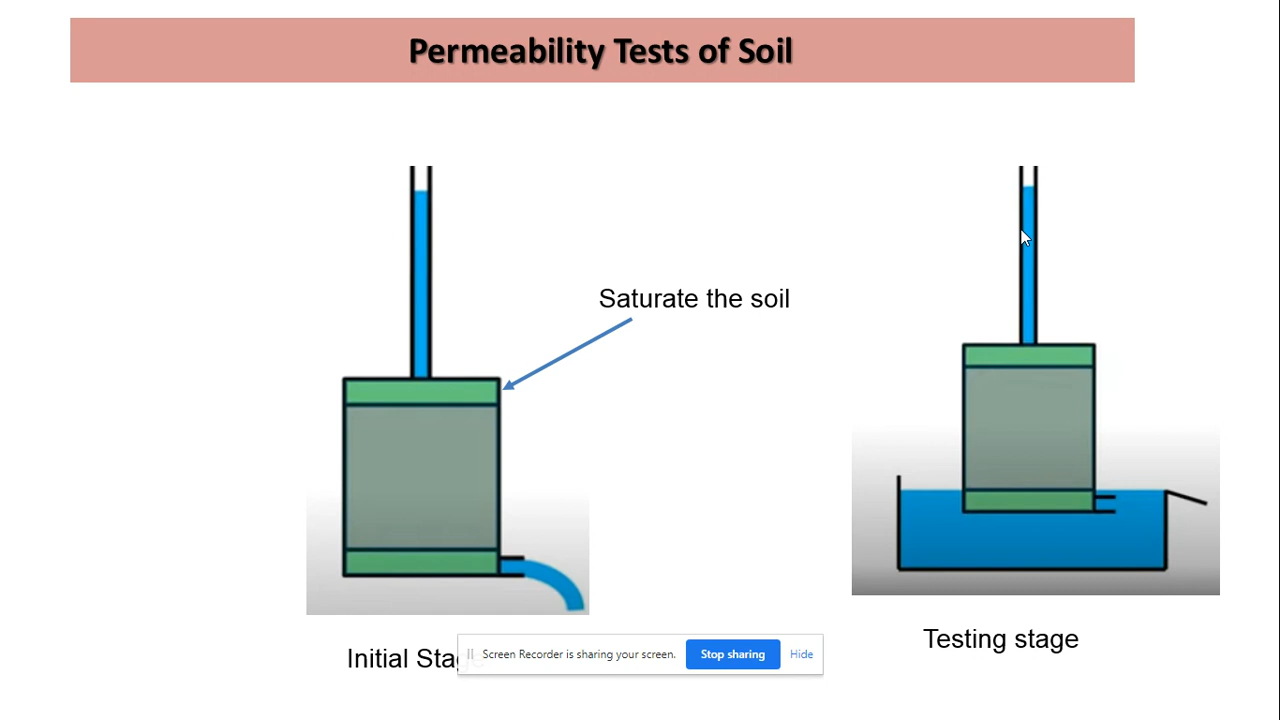 Permeability Tests of Soil
Saturate the soil
Testing stage
Initial Stage
Screen Recorder is sharing your screen.
Stop sharing
Hide